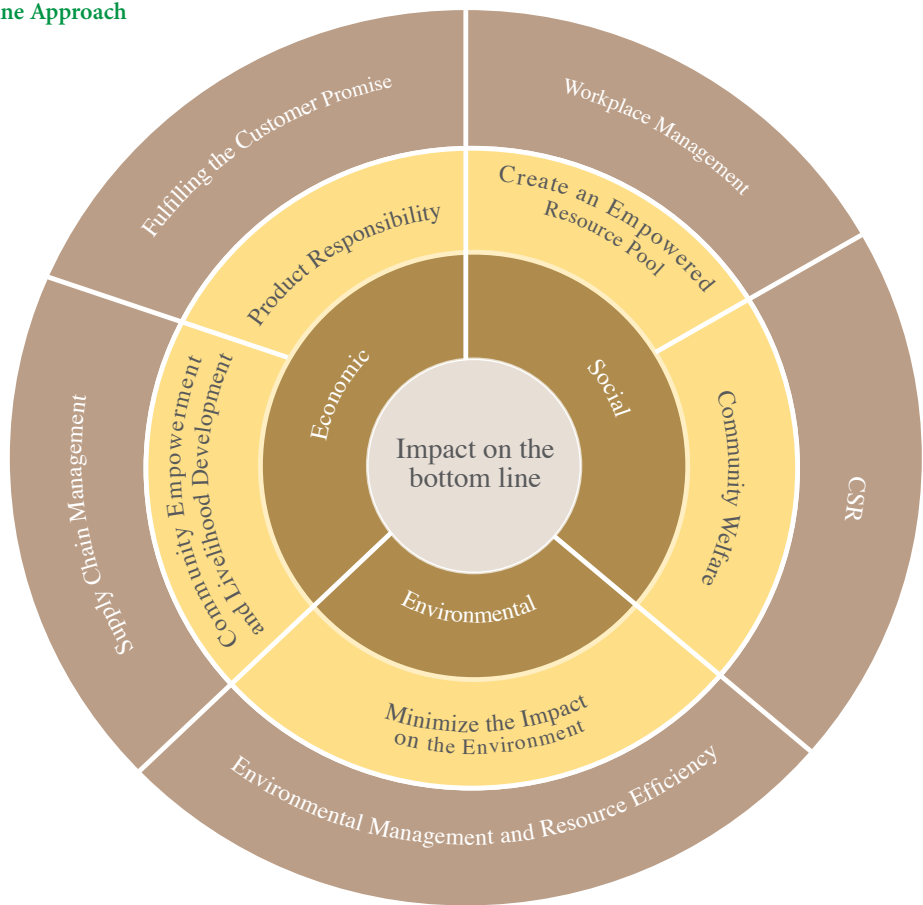 ne Approach
Fulfilling the Customer Promise
Workplace Management
Product Responsibility
Create an Empowered
Resource Pool
Economic
Social
Impact on the
bottom line
Supply Chain Management
Community Empowerment
and Livelihood Development
Community Welfare
CSR
Environmental
Minimize the Impact
on the Environment
Environmental Management and Resource Efficiency